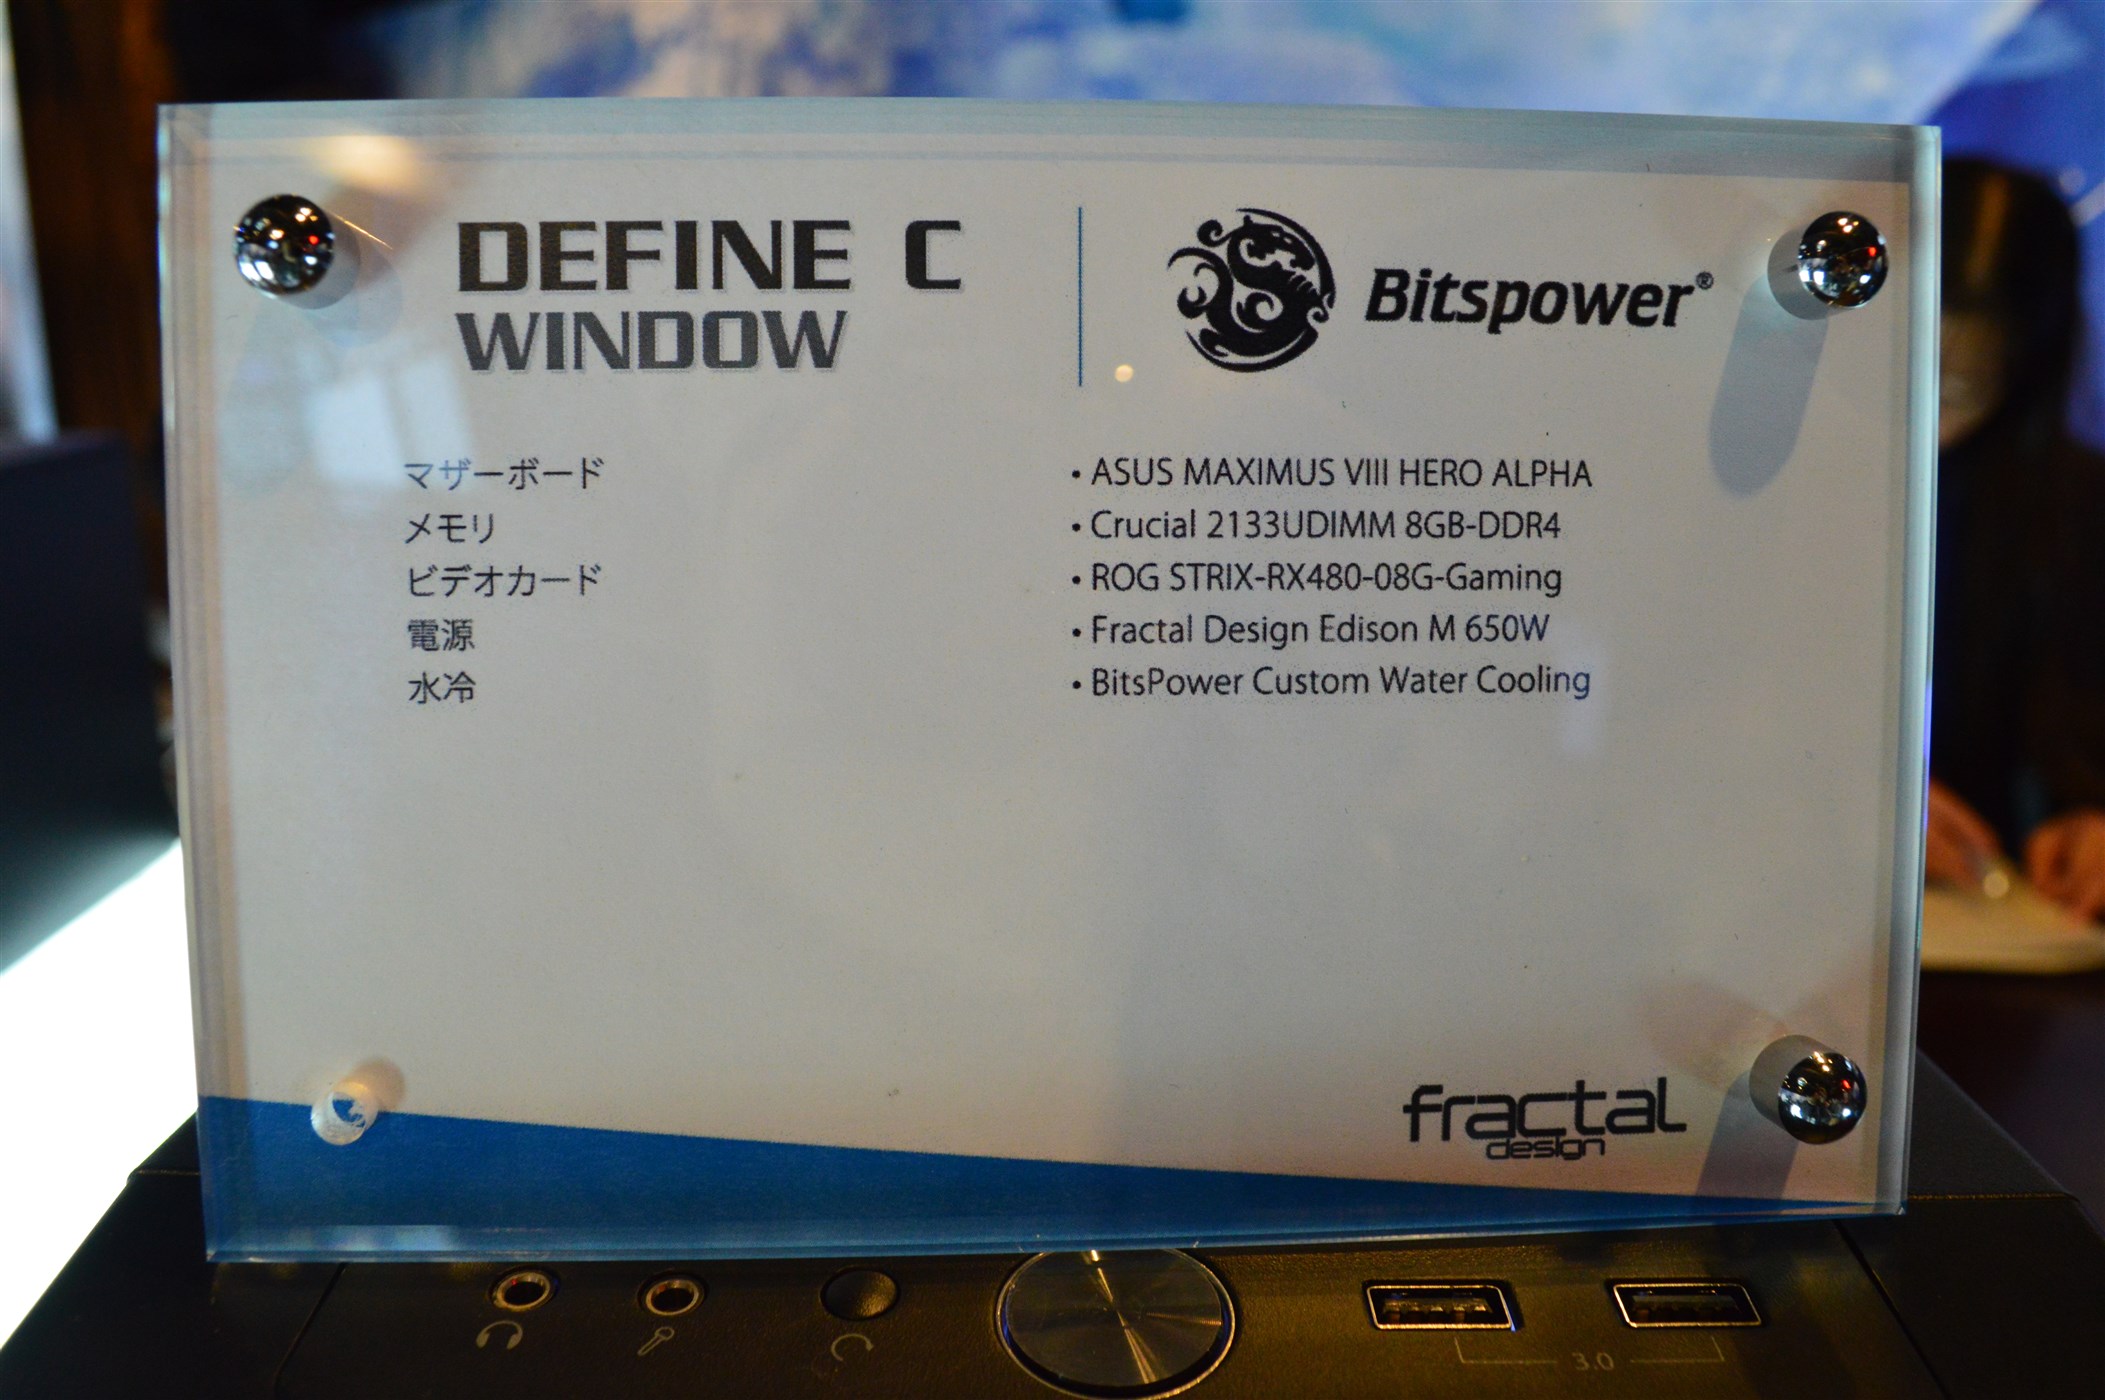 DEFINE C
WINDOW
Bitspower®
マザーボード • ASUS MAXIMUS VIII HERO ALPHA
メモリ • Crucial 2133UDIMM 8GB-DDR4
ビデオカード • ROG STRIX-RX480-08G-Gaming
電源 • Fractal Design Edison M 650W
水冷 • BitsPower Custom Water Cooling
fractal
design
3.0